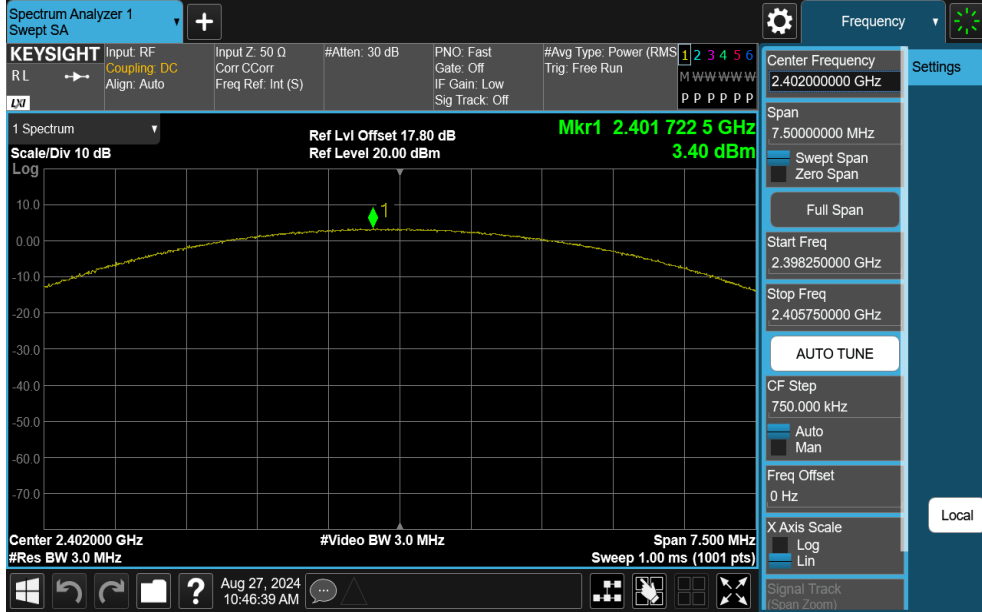 Spectrum Analyzer 1
Swept SA
Frequency
KEYSIGHT
R L
LXI
Input: RF
Coupling: DC
Align: Auto
Input Z: 50 Ω
Corr CCorr
Freq Ref: Int (S)
#Atten: 30 dB
PNO: Fast
Gate: Off
IF Gain: Low
Sig Track: Off
#Avg Type: Power (RMS
Trig: Free Run
1 2 3 4 5 6
M W W W W W
P P P P P P
1 Spectrum
Scale/Div 10 dB
Ref Lvl Offset 17.80 dB
Ref Level 20.00 dBm
Mkr1 2.401 722 5 GHz
3.40 dBm
Log
10.0
0.00
-10.0
-20.0
-30.0
-40.0
-50.0
-60.0
-70.0
1
Center 2.402000 GHz
#Res BW 3.0 MHz
#Video BW 3.0 MHz
Span 7.500 MHz
Sweep 1.00 ms (1001 pts)
Aug 27, 2024
10:46:39 AM
Center Frequency
2.402000000 GHz
Span
7.50000000 MHz
Swept Span
Zero Span
Full Span
Start Freq
2.398250000 GHz
Stop Freq
2.405750000 GHz
AUTO TUNE
CF Step
750.000 kHz
Auto
Man
Freq Offset
0 Hz
X Axis Scale
Log
Lin
Signal Track
(Span Zoom)
Settings
Local